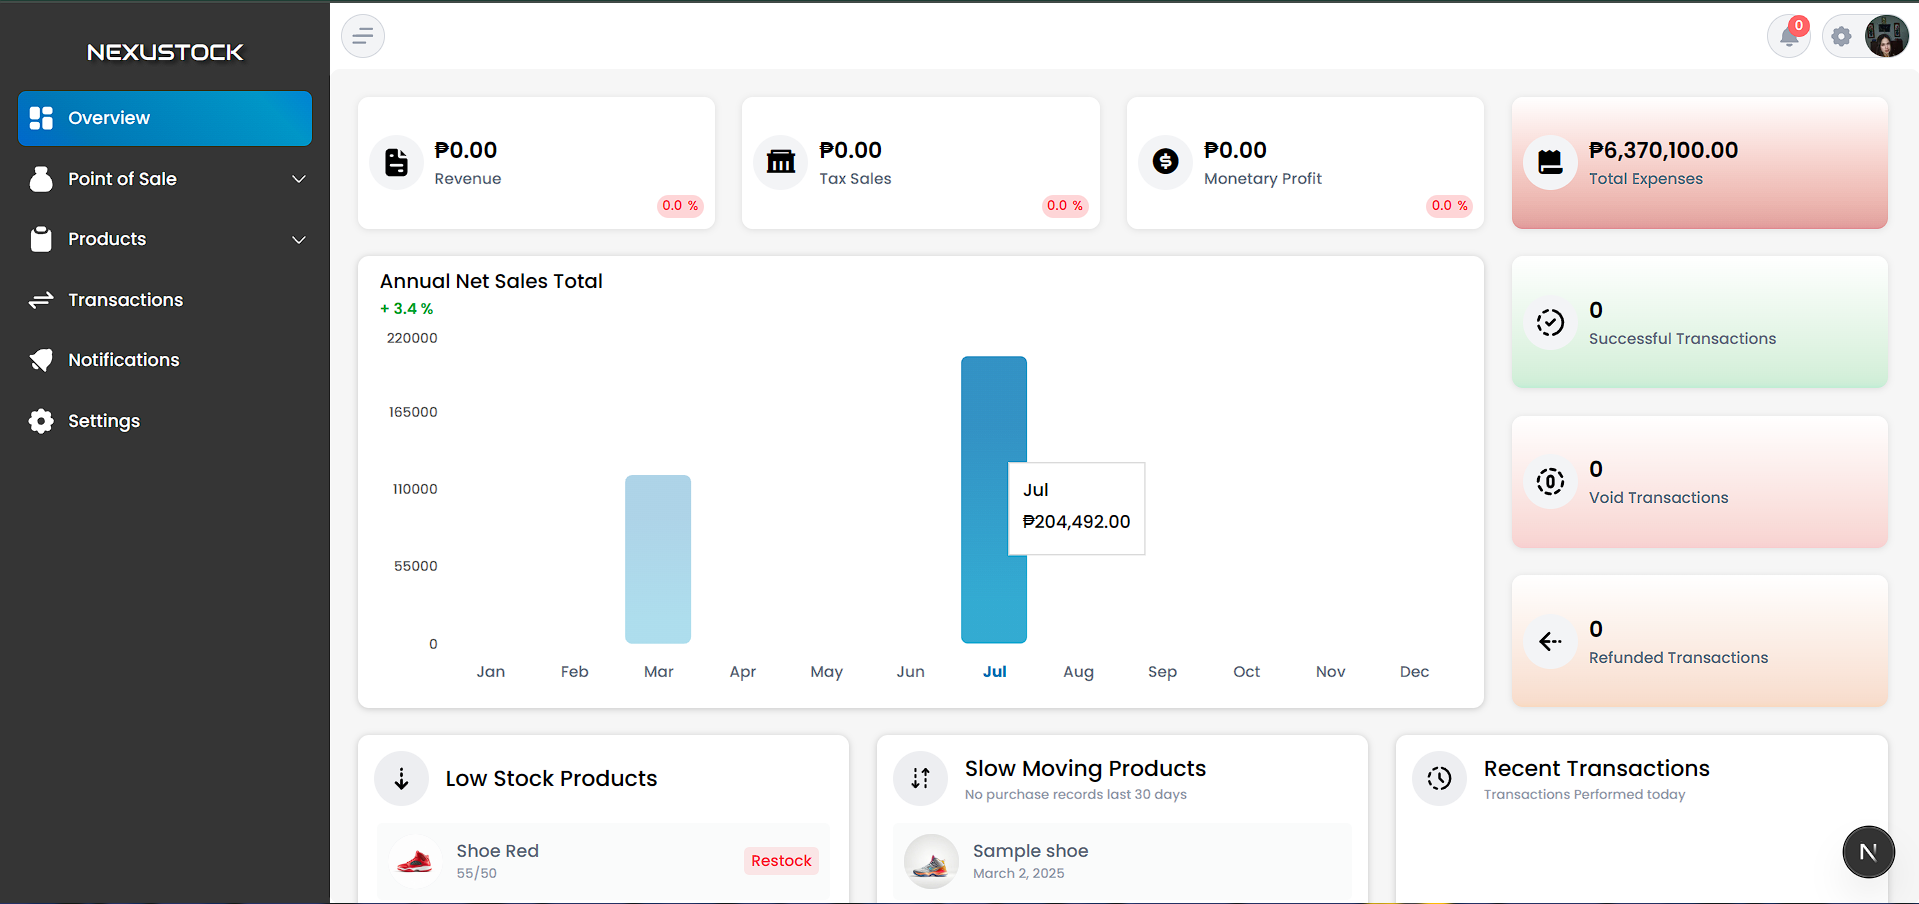 NEXUSTOCK
Overview
Point of Sale
Products
Transactions
Notifications
Settings
0
₱0.00
Revenue
0.0 %
₱0.00
Tax Sales
0.0 %
₱0.00
Monetary Profit
0.0 %
₱6,370,100.00
Total Expenses
Annual Net Sales Total
+ 3.4 %
220000
165000
110000
55000
0
Jul
₱204,492.00
Jan Feb Mar Apr May Jun Jul Aug Sep Oct Nov Dec
0
Successful Transactions
0
Void Transactions
0
Refunded Transactions
Low Stock Products
Shoe Red
55/50
Restock
Slow Moving Products
No purchase records last 30 days
Sample shoe
March 2, 2025
Recent Transactions
Transactions Performed today
N